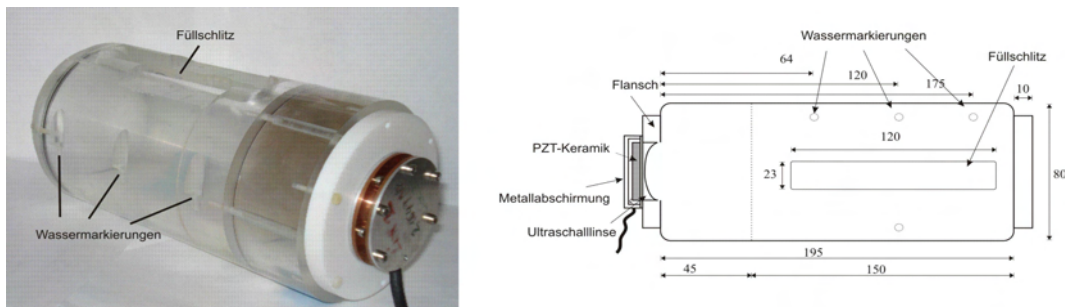 Füllschlitz
Wassermarkierungen
Wassermarkierungen
64
Füllschlitz
120
Flansch
175
10
PZT-Keramik
120
23
80
Metallabschirmung
Ultraschalllinse
195
45
150